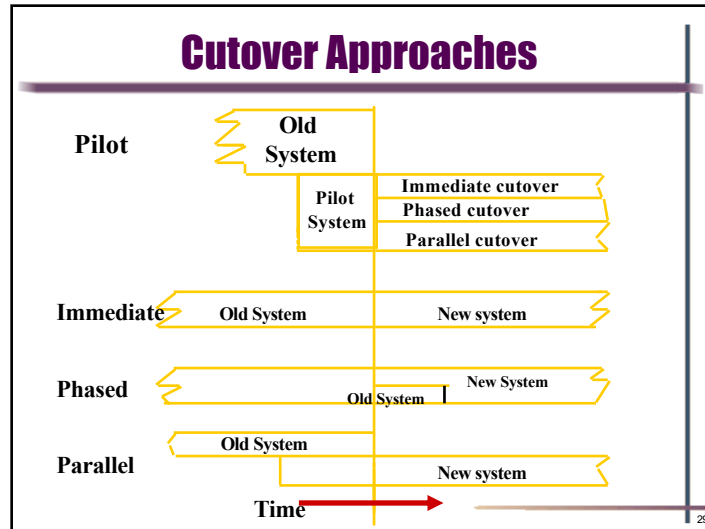 Cutover Approaches
Pilot
Old
System
Pilot
System
Immediate cutover
Phased cutover
Parallel cutover
Immediate
Old System
New system
Phased
New System
Old System
Parallel
Old System
New system
Time
29